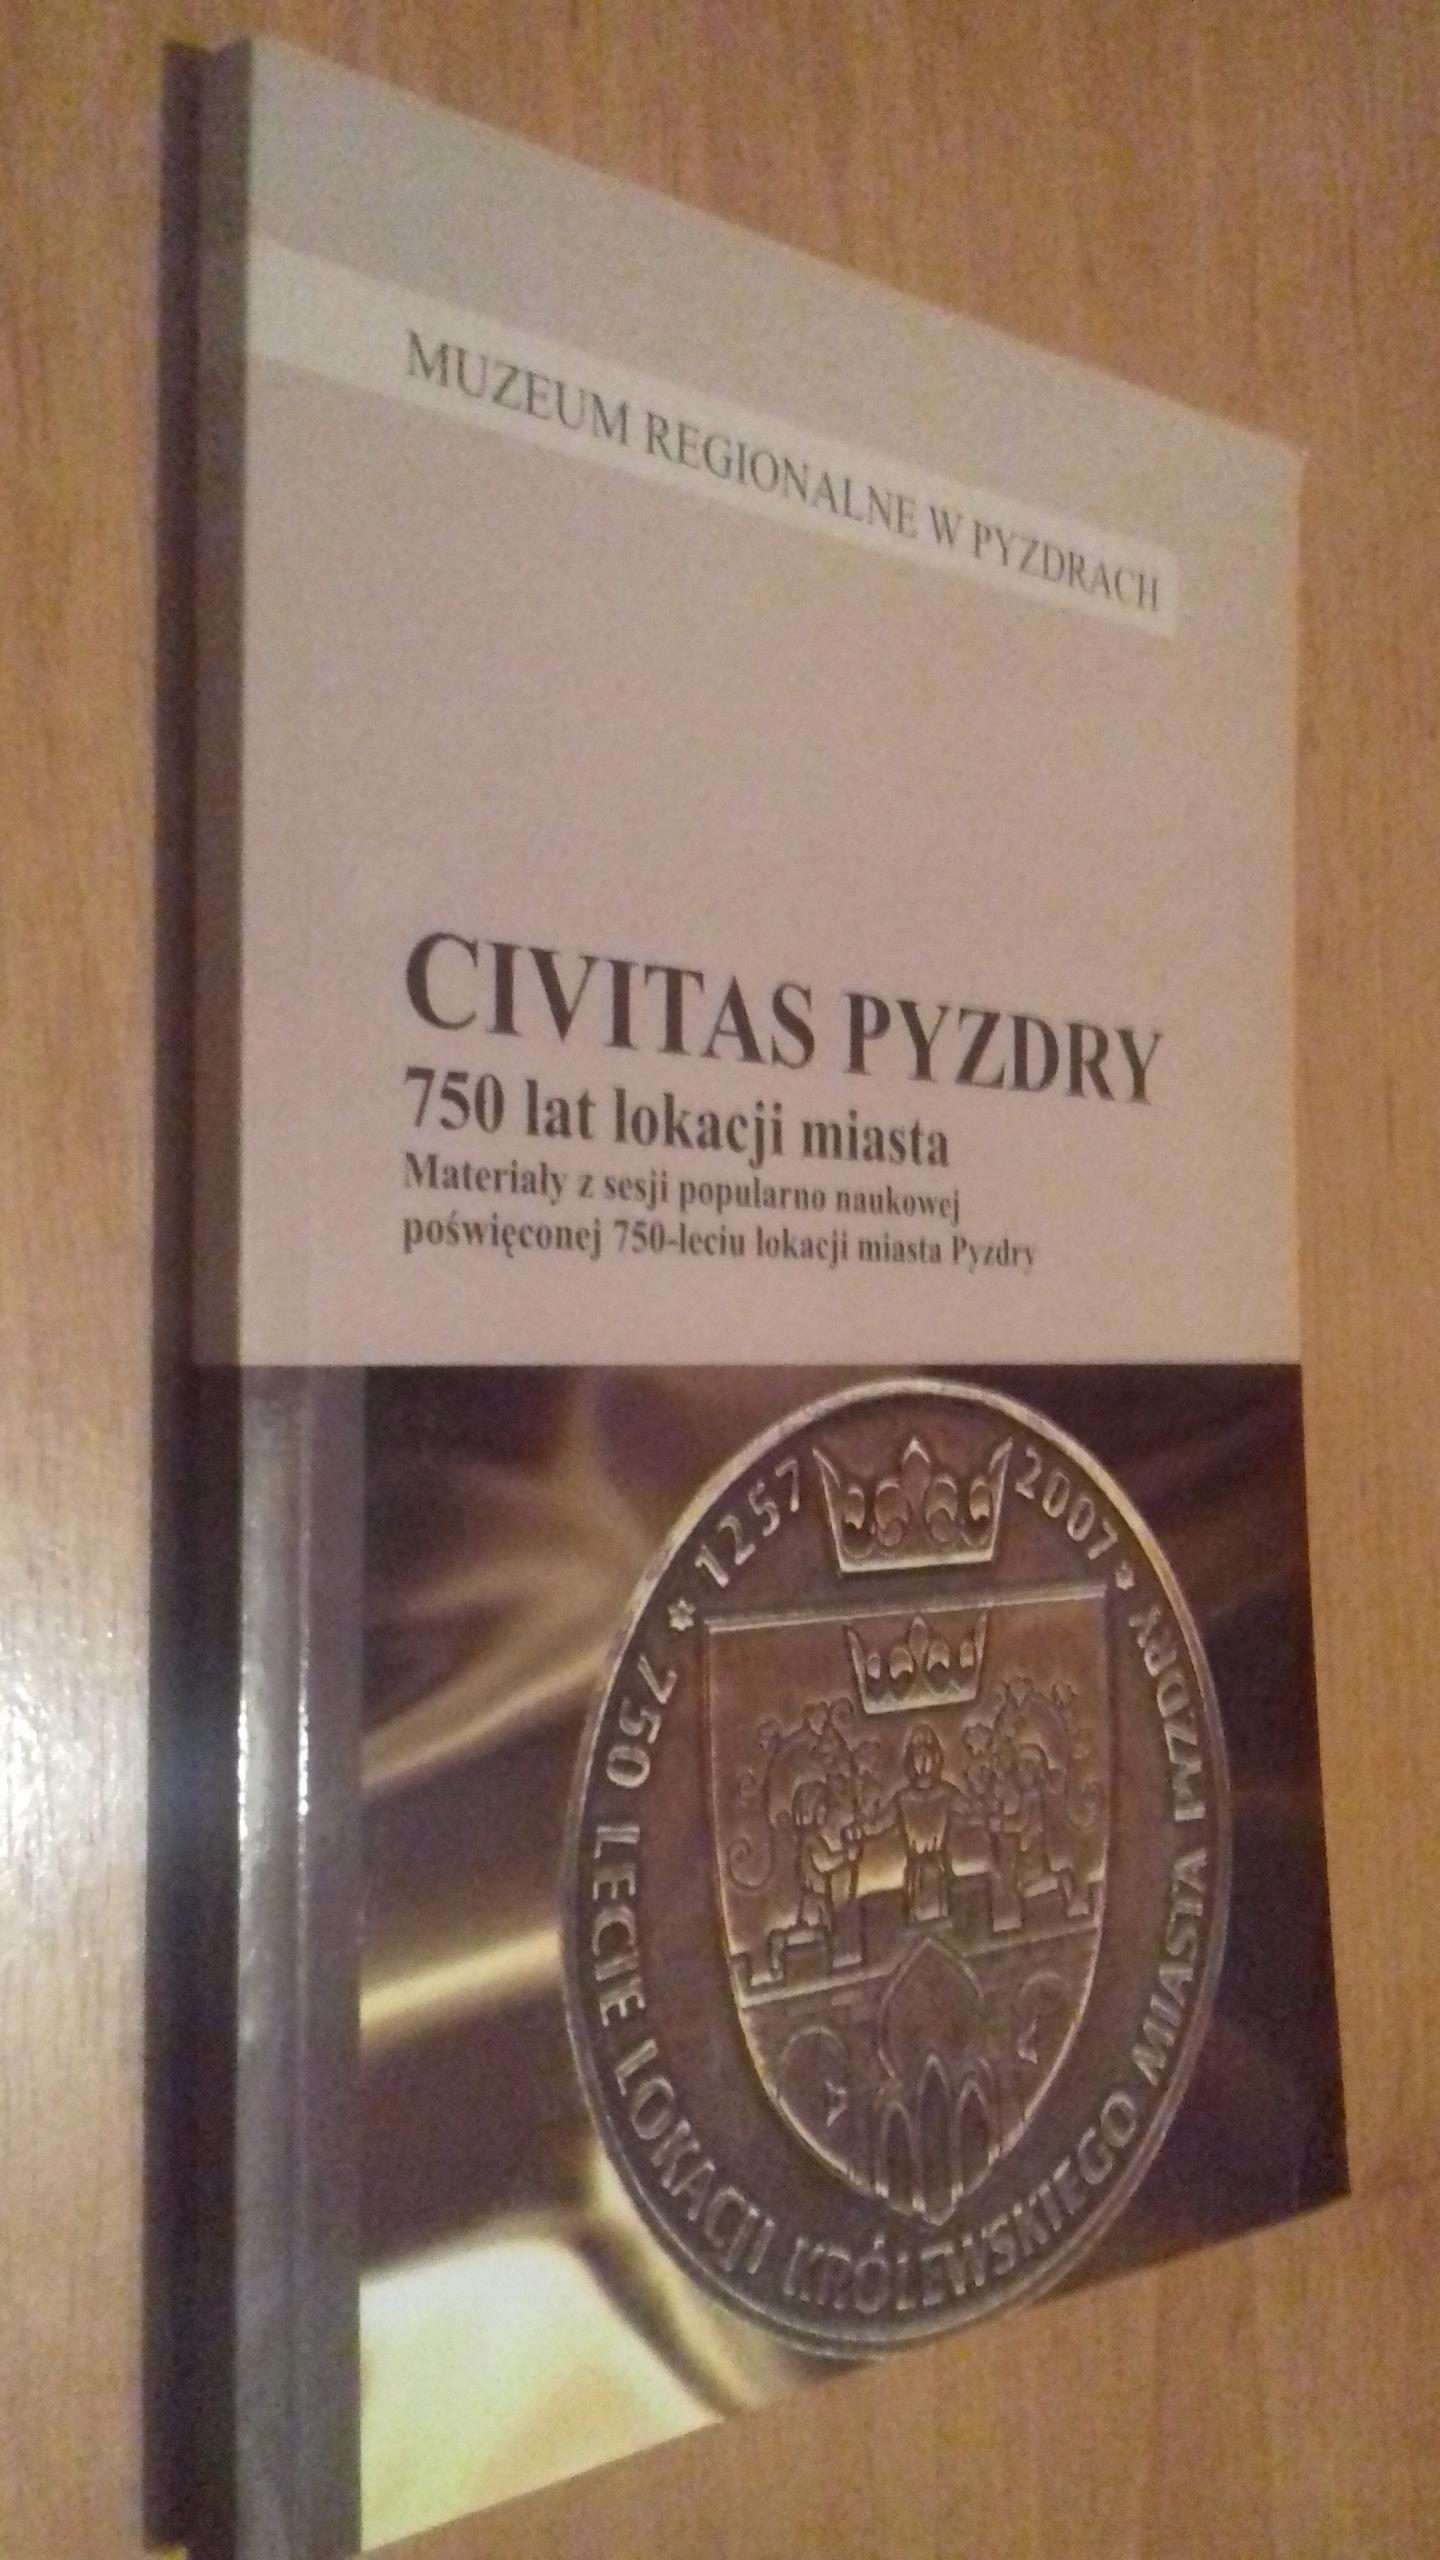 MUZEUM REGIONALNE W PYZDRACH
CIVITAS PYZDRY
750 lat lokacji miasta
Materiały z sesji popularno naukowej
poświęconej 750-leciu lokacji miasta Pyzdry
1257 2007
* 750 LECIE LOKACJI KRÓLEWSKIEGO MIASTA PYZDRY *